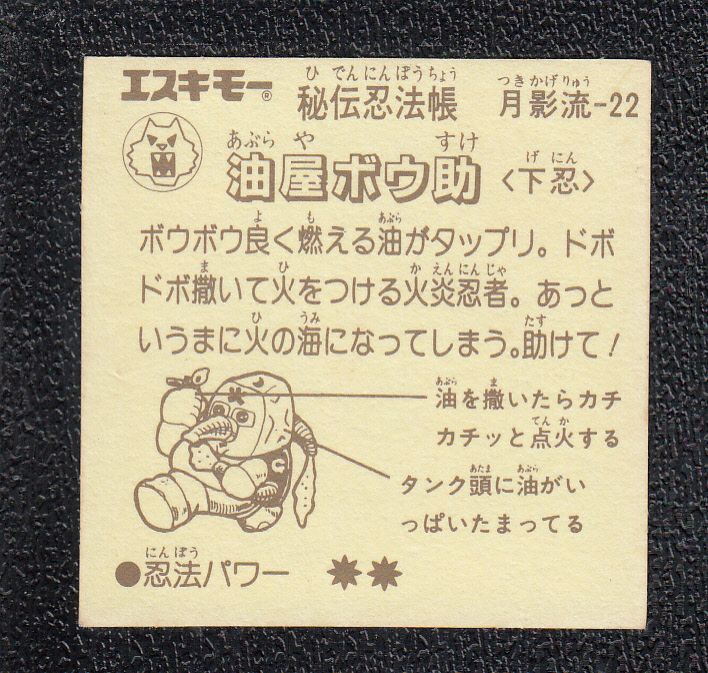 エスキモー® 秘伝忍法帳 月影流-22
ひでんにんぽうちょう つきかげりゅう
油屋ボウ助 〈下忍〉
あぶらや すけ げにん
ボウボウ良く燃える油がタップリ。ドボ
よ も あぶら
ドボ撒いて火をつける火炎忍者。あっと
ま ひ かえんにんじゃ
いうまに火の海になってしまう。助けて！
ひ うみ たす
油を撒いたらカチ
あぶら ま
カチッと点火する
てんか
タンク頭に油がい
あたま あぶら
っぱいたまってる
●忍法パワー
にんぽう